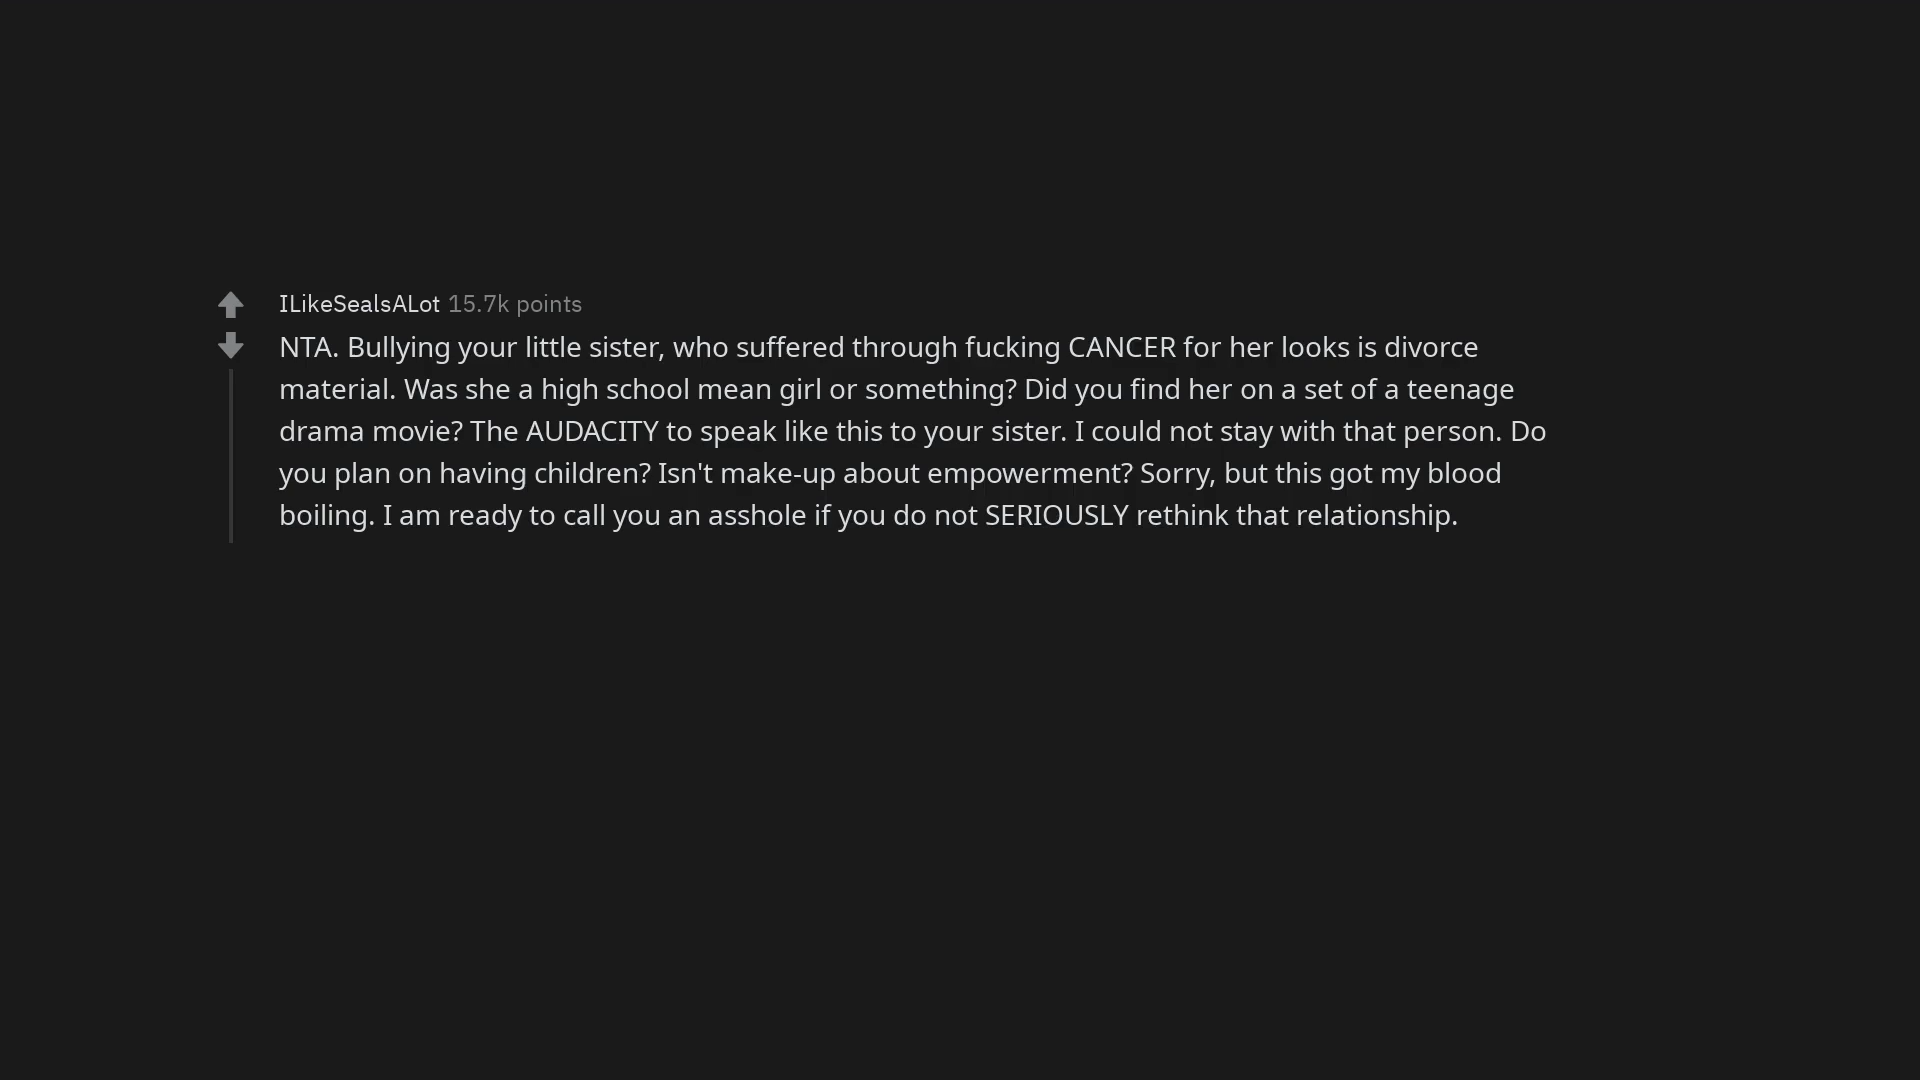 ILikeSealsALot 15.7k points
NTA. Bullying your little sister, who suffered through fucking CANCER for her looks is divorce
material. Was she a high school mean girl or something? Did you find her on a set of a teenage
drama movie? The AUDACITY to speak like this to your sister. I could not stay with that person. Do
you plan on having children? Isn't make-up about empowerment? Sorry, but this got my blood
boiling. I am ready to call you an asshole if you do not SERIOUSLY rethink that relationship.